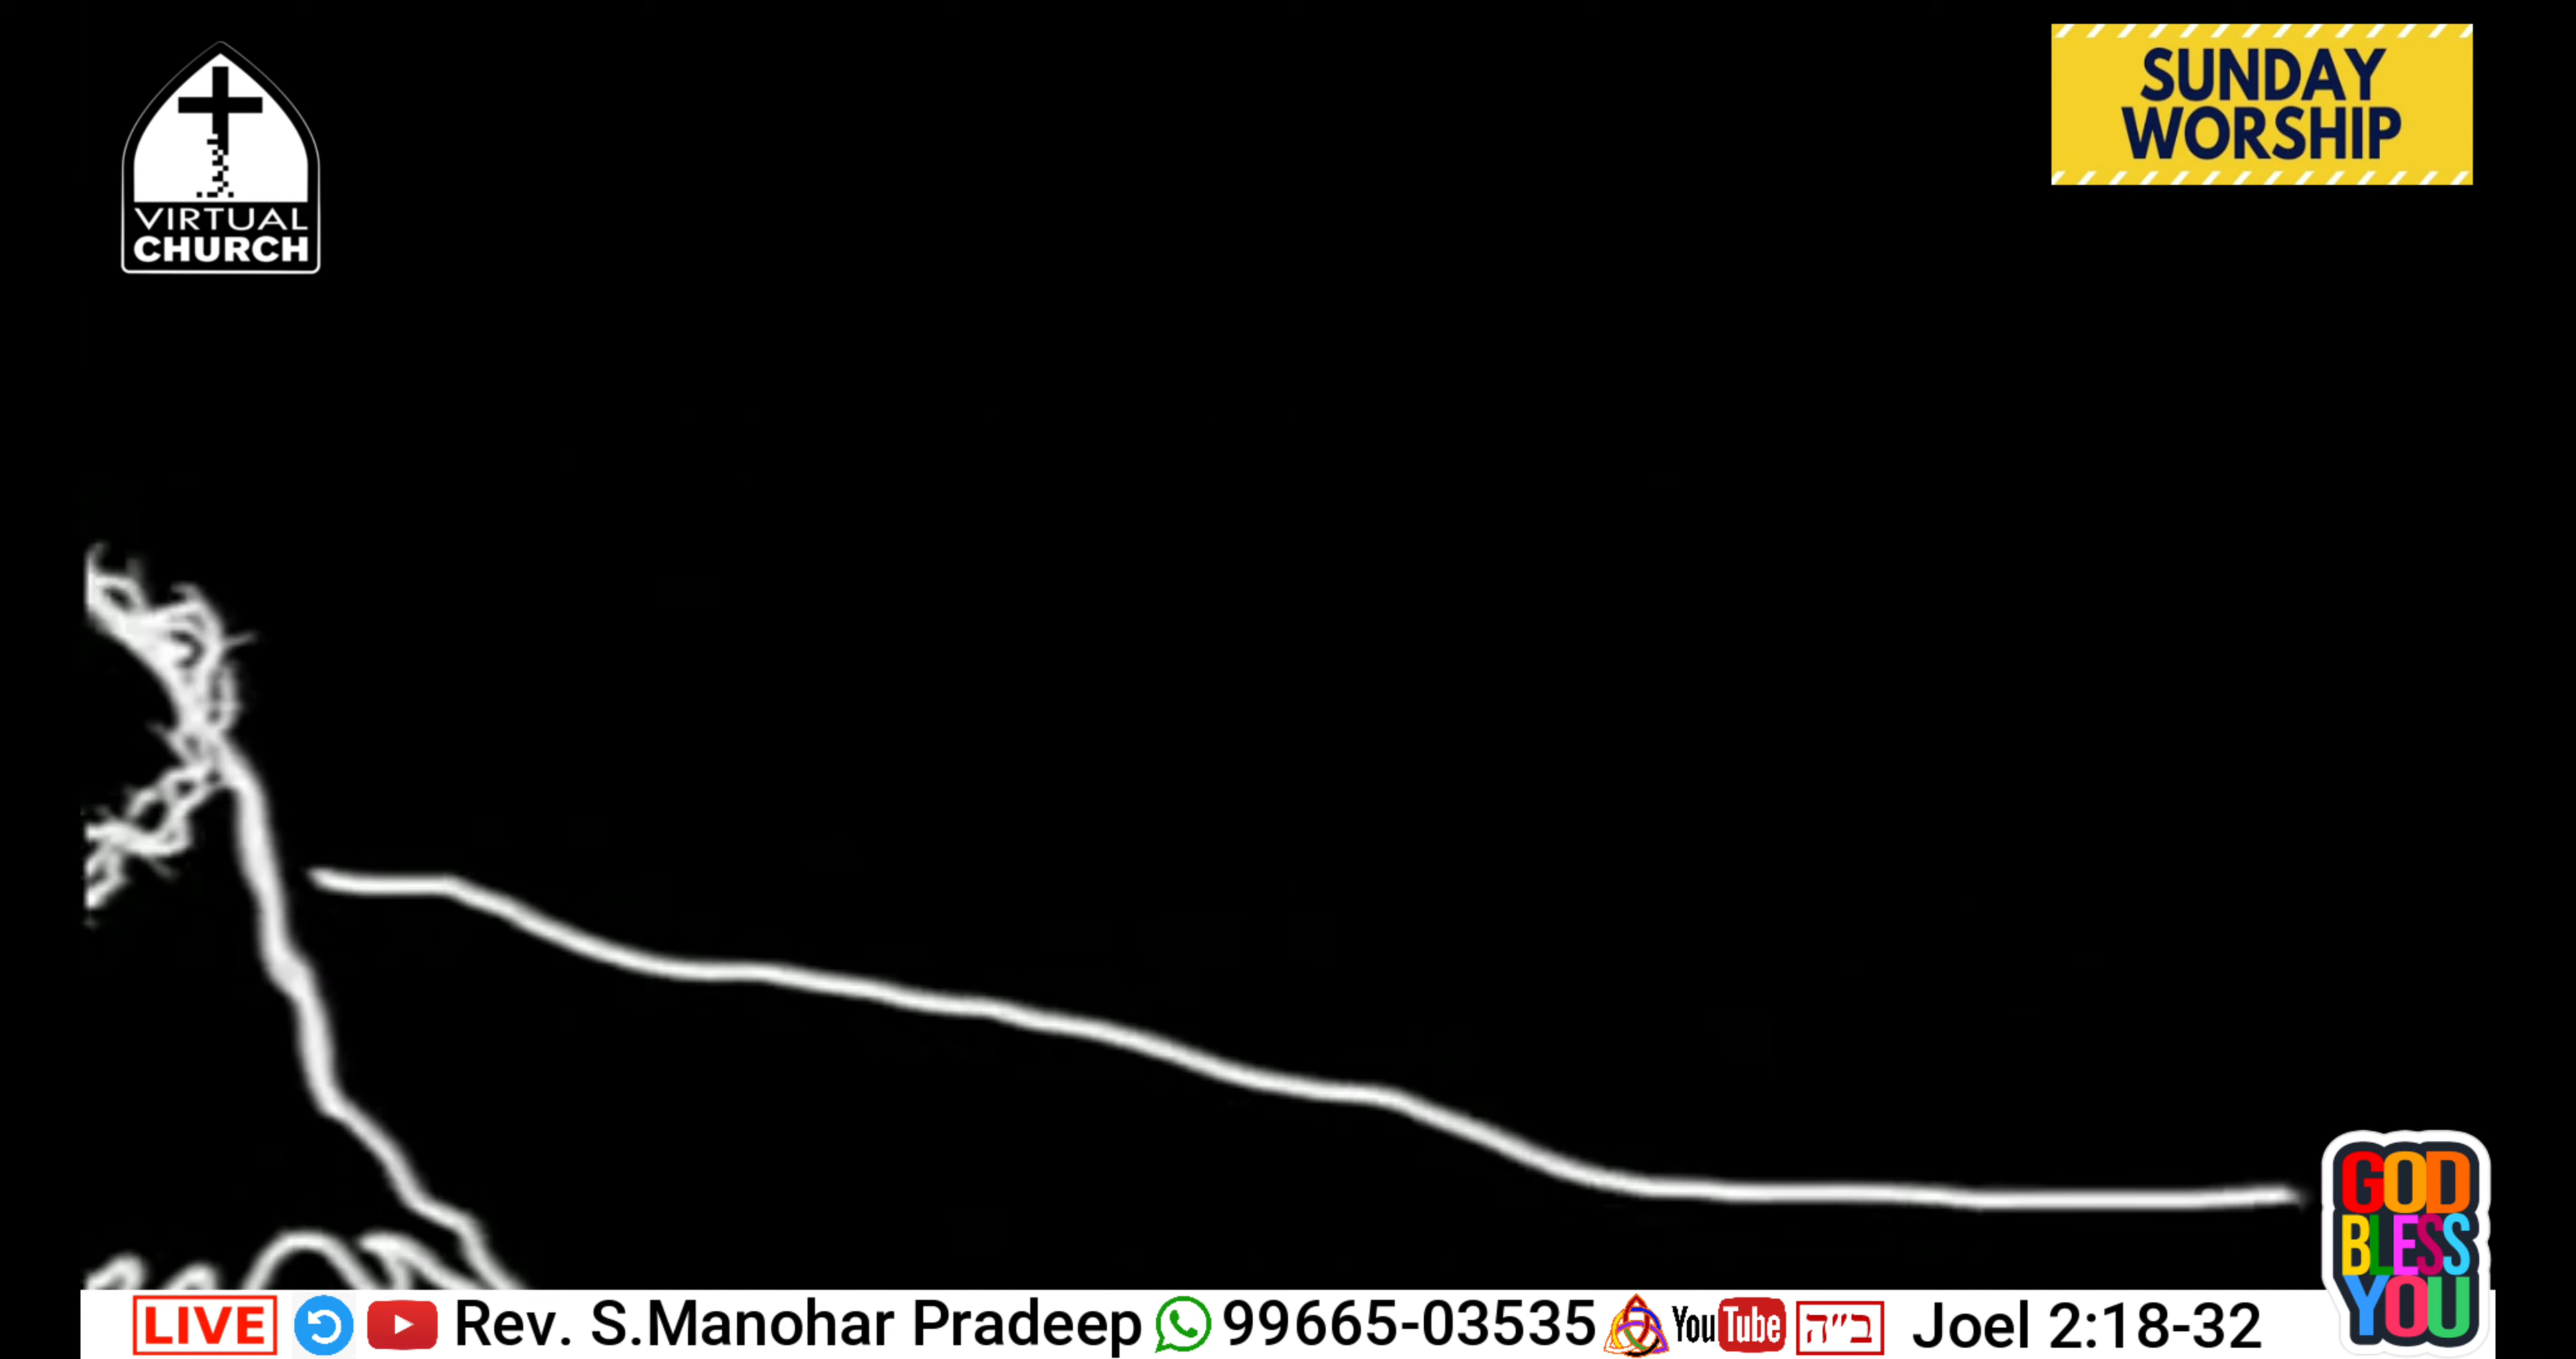 VIRTUAL
CHURCH
SUNDAY
WORSHIP
GOD
BLESS
YOU
LIVE Rev. S.Manohar Pradeep 99665-03535 YouTube ב״ה Joel 2:18-32